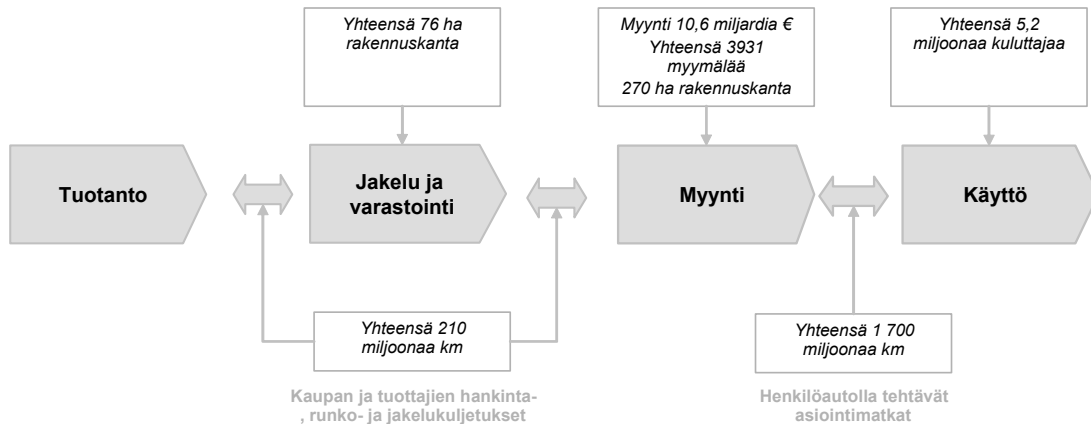 Yhteensä 76 ha
rakennuskanta
Myynti 10,6 miljardia €
Yhteensä 3931
myymälää
270 ha rakennuskanta
Yhteensä 5,2
miljoonaa kuluttajaa
Tuotanto
Jakelu ja
varastointi
Myynti
Käyttö
Yhteensä 210
miljoonaa km
Yhteensä 1 700
miljoonaa km
Kaupan ja tuottajien hankinta-
, runko- ja jakelukuljetukset
Henkilöautolla tehtävät
asiointimatkat